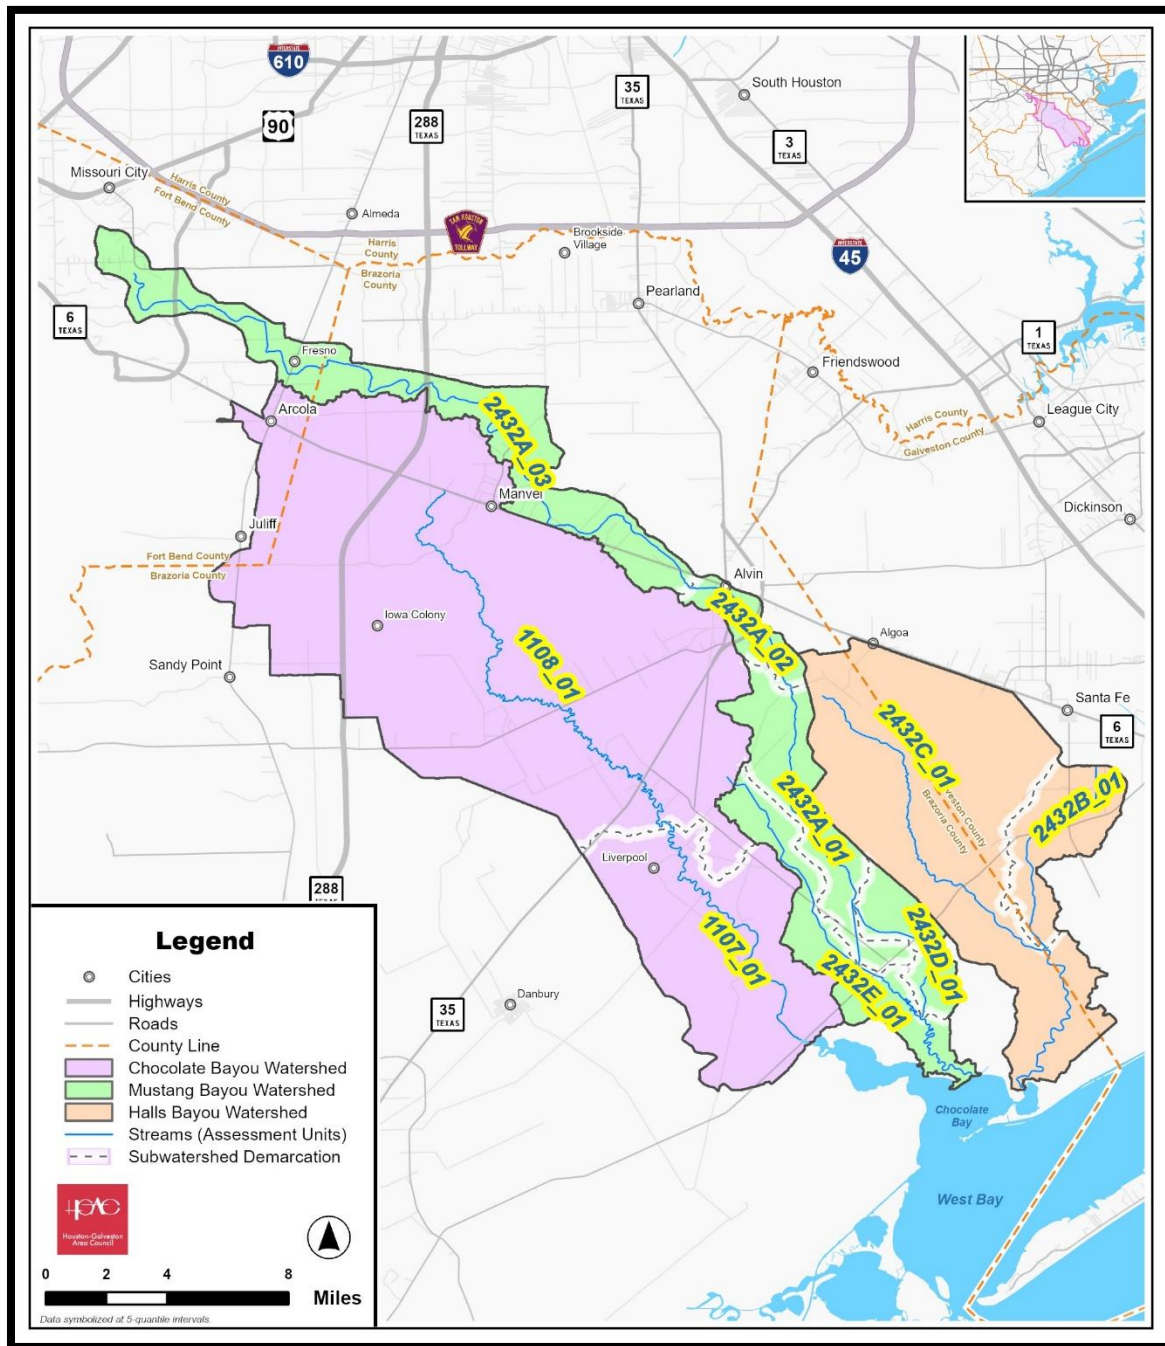 INTERSTATE
610
90
288
TEXAS
35
TEXAS
South Houston
3
TEXAS
Missouri City
Harris County
Fort Bend County
Almeda
SAM HOUSTON
TOLLWAY
Harris
County
Brazoria
County
Brookside
Village
INTERSTATE
45
6
TEXAS
Pearland
1
TEXAS
Fresno
Friendswood
Arcola
2432A_03
Harris County
Galveston County
League City
Manvel
Dickinson
Juliff
Fort Bend County
Brazoria County
Alvin
2432A_02
Iowa Colony
1108_01
Algoa
Sandy Point
Santa Fe
6
TEXAS
2432C_01
2432A_01
veston County
Brazoria County
2432B_01
Liverpool
288
1107_01
2432D_01
2432E_01
35
TEXAS
Danbury
Chocolate
Bay
West Bay
Legend
Cities
Highways
Roads
County Line
Chocolate Bayou Watershed
Mustang Bayou Watershed
Halls Bayou Watershed
Streams (Assessment Units)
Subwatershed Demarcation
Houston-Galveston
Area Council
0 2 4 8
Miles
Data symbolized at 5-quantile intervals.